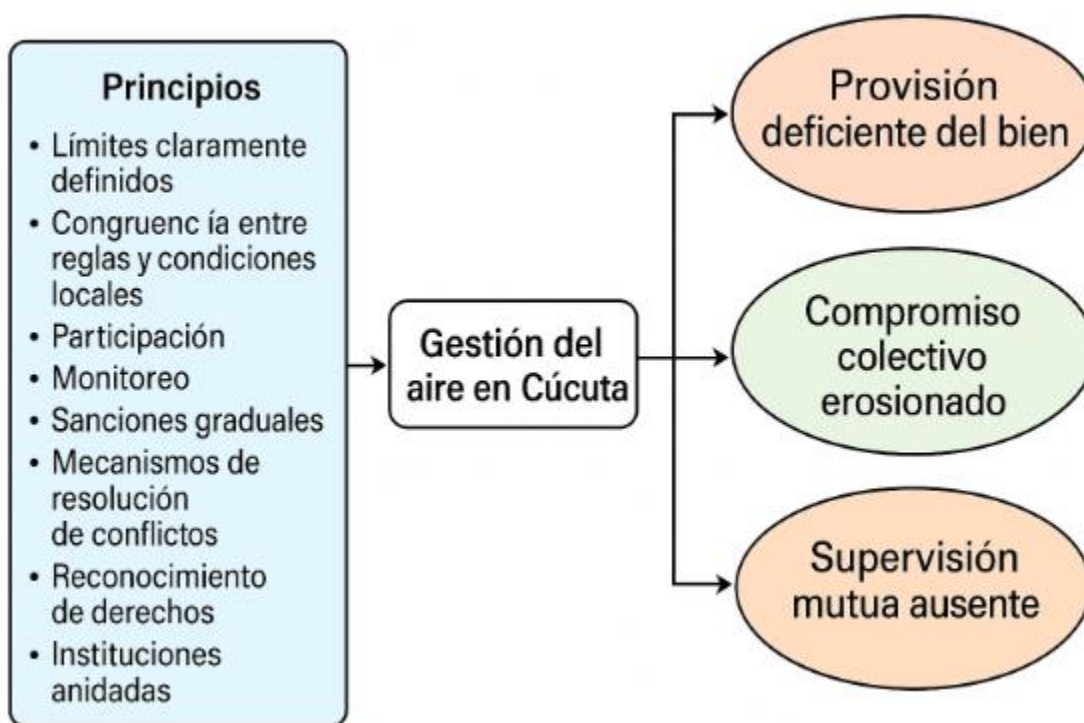 Principios
• Límites claramente
definidos
• Congruenc ía entre
reglas y condiciones
locales
• Participación
• Monitoreo
• Sanciones graduales
• Mecanismos de
resolución
de conflictos
• Reconocimiento
de derechos
• Instituciones
anidadas
Gestión del
aire en Cúcuta
Provisión
deficiente del bien
Compromiso
colectivo
erosionado
Supervisión
mutua ausente